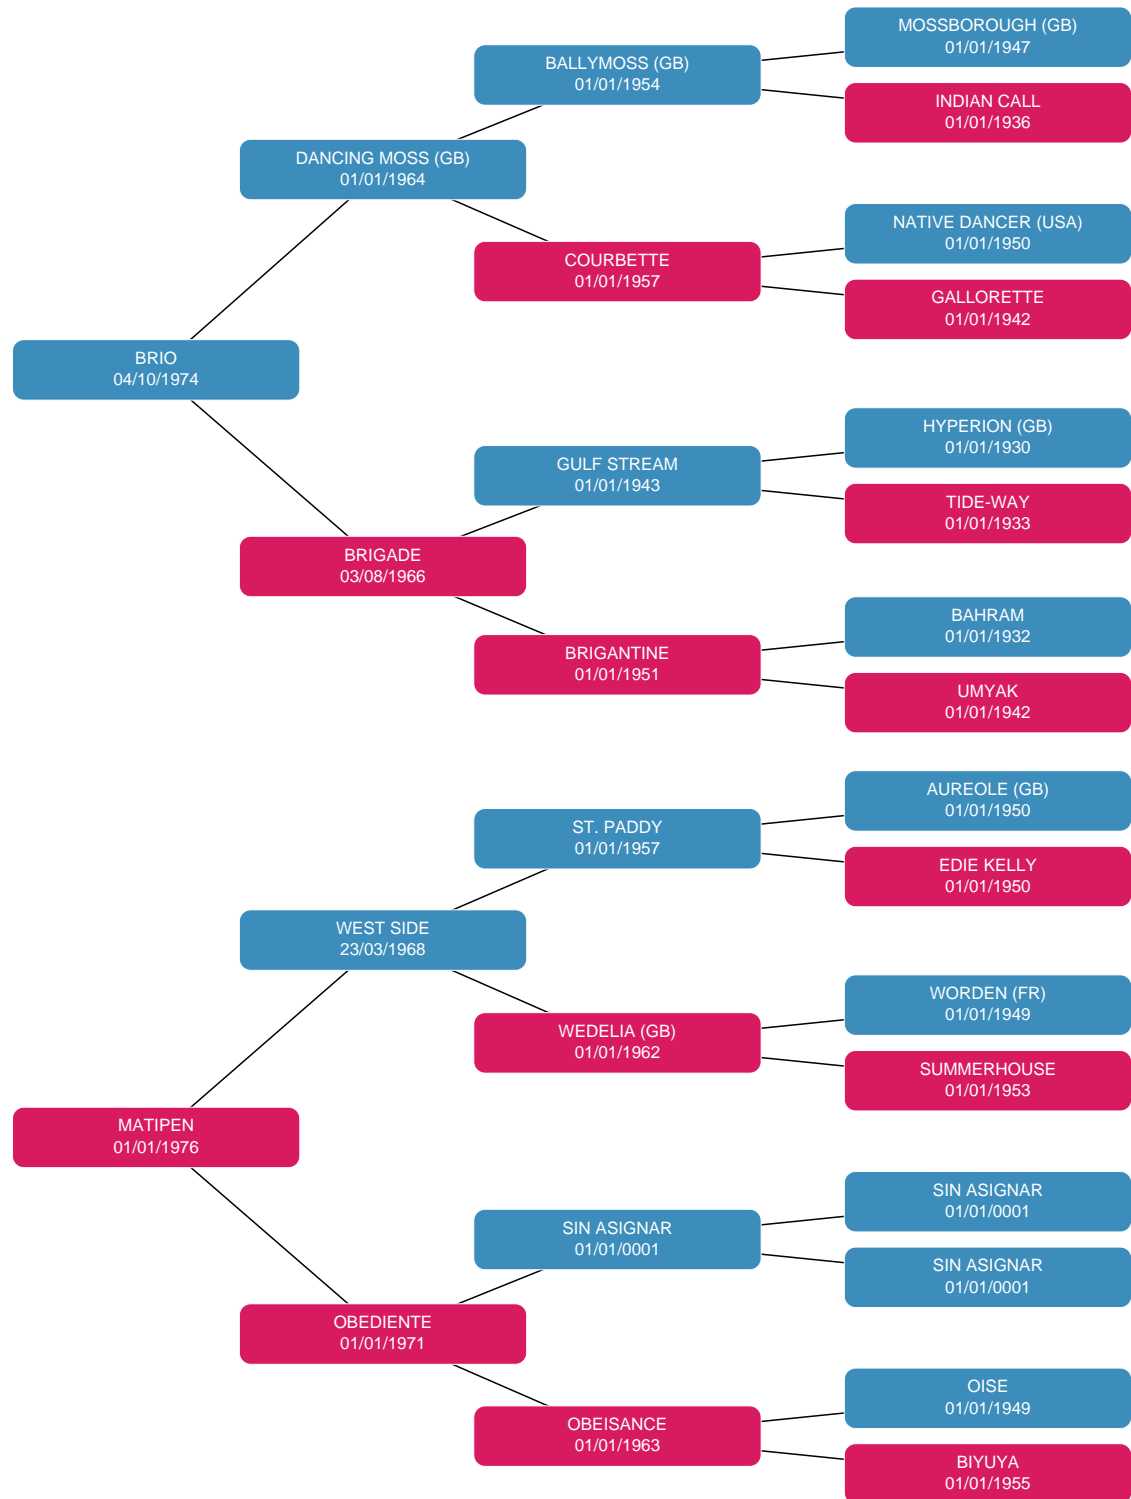 MOSSBOROUGH (GB)
01/01/1947
BALLYMOSS (GB)
01/01/1954
INDIAN CALL
01/01/1936
DANCING MOSS (GB)
01/01/1964
NATIVE DANCER (USA)
01/01/1950
COURBETTE
01/01/1957
GALLORETTE
01/01/1942
BRIO
04/10/1974
HYPERION (GB)
01/01/1930
GULF STREAM
01/01/1943
TIDE-WAY
01/01/1933
BRIGADE
03/08/1966
BAHRAM
01/01/1932
BRIGANTINE
01/01/1951
UMYAK
01/01/1942
AUREOLE (GB)
01/01/1950
ST. PADDY
01/01/1957
EDIE KELLY
01/01/1950
WEST SIDE
23/03/1968
WORDEN (FR)
01/01/1949
WEDELIA (GB)
01/01/1962
SUMMERHOUSE
01/01/1953
MATIPEN
01/01/1976
SIN ASIGNAR
01/01/0001
SIN ASIGNAR
01/01/0001
SIN ASIGNAR
01/01/0001
OBEDIENTE
01/01/1971
OISE
01/01/1949
OBEISANCE
01/01/1963
BIYUYA
01/01/1955